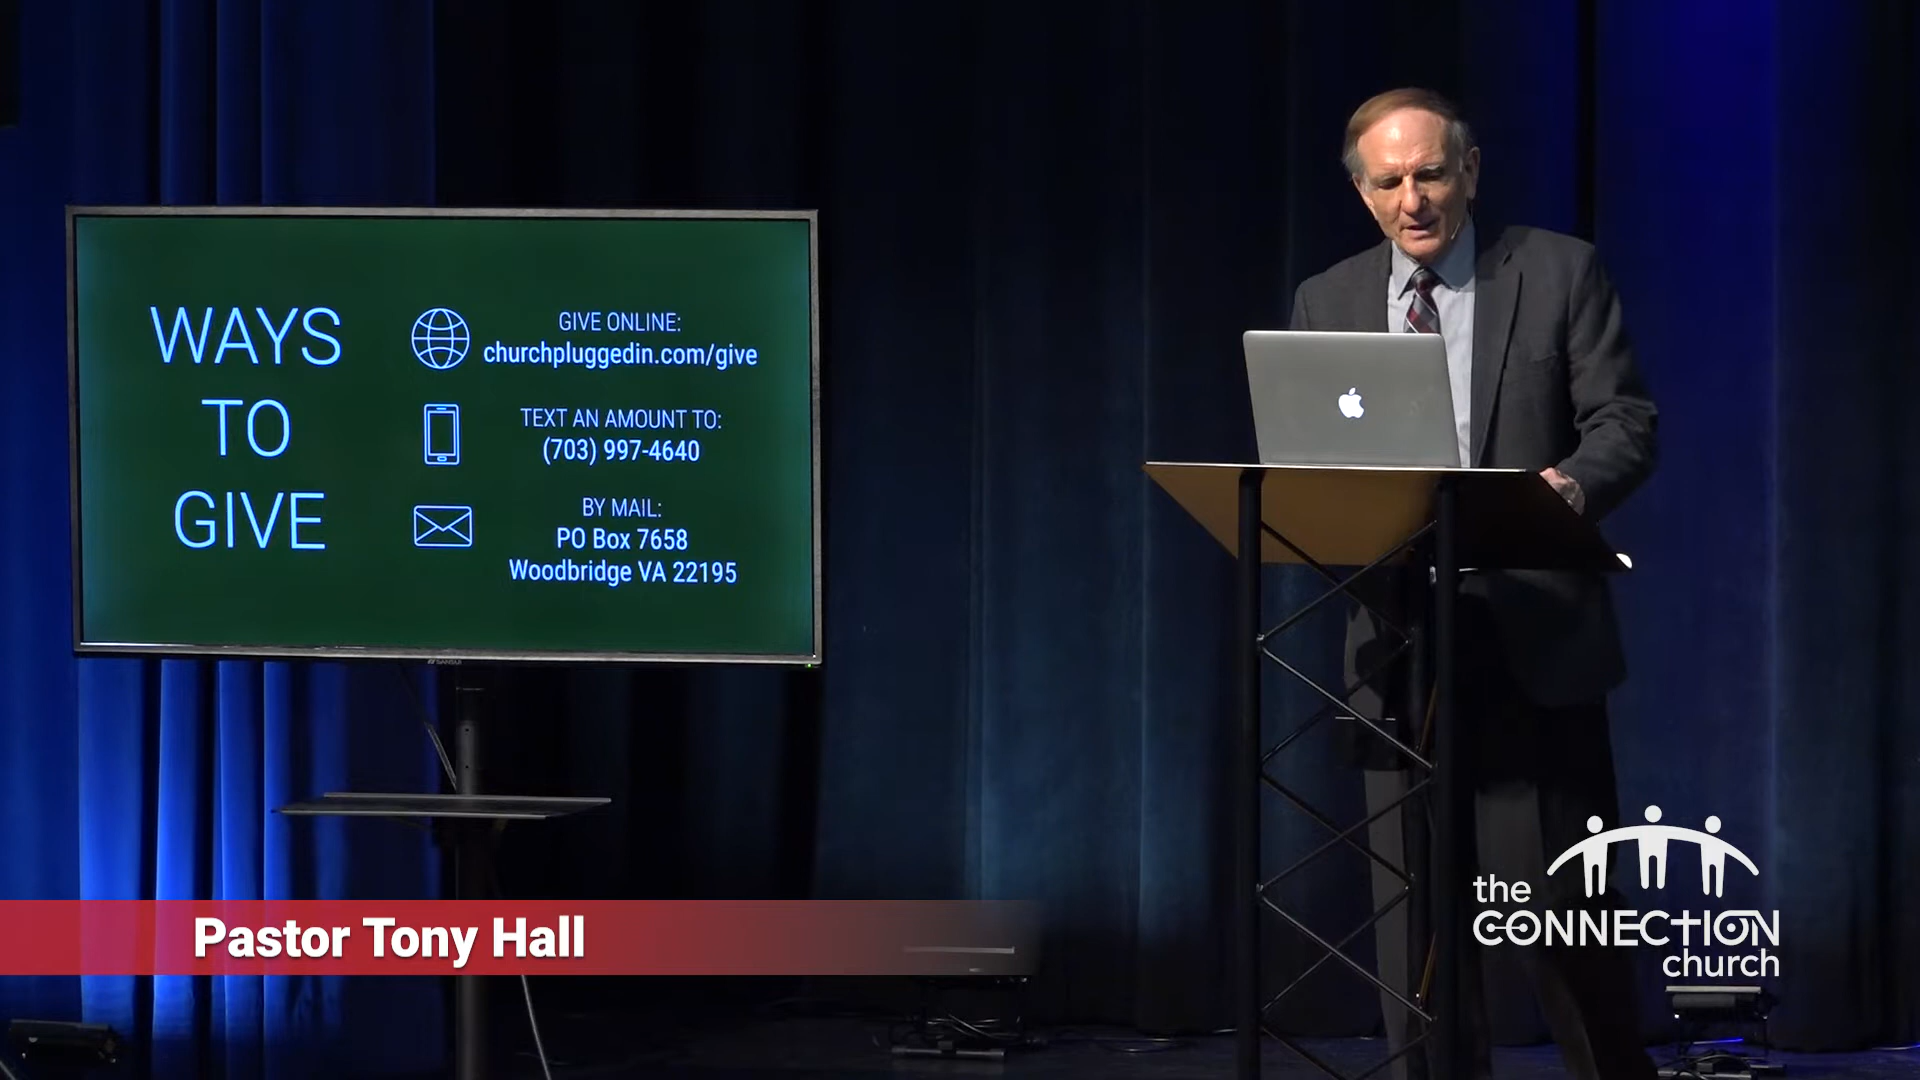 WAYS
TO
GIVE
GIVE ONLINE:
churchpluggedin.com/give
TEXT AN AMOUNT TO:
(703) 997-4640
BY MAIL:
PO Box 7658
Woodbridge VA 22195
SANSUI
Pastor Tony Hall
the
CONNECTION
church